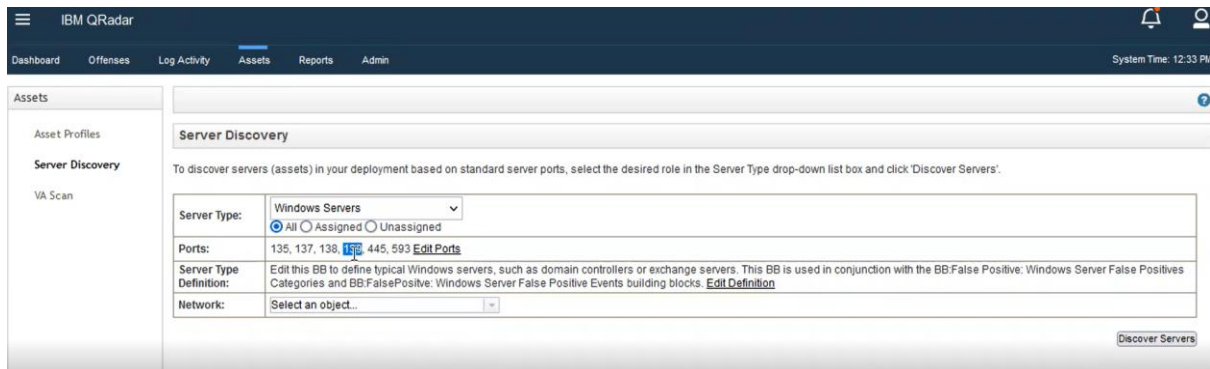 IBM QRadar
Dashboard Offenses Log Activity Assets Reports Admin System Time: 12:33 PM
Assets
Asset Profiles
Server Discovery
VA Scan
Server Discovery
To discover servers (assets) in your deployment based on standard server ports, select the desired role in the Server Type drop-down list box and click 'Discover Servers'.
Server Type: Windows Servers
All Assigned Unassigned
Ports: 135, 137, 138, 445, 593 Edit Ports
Server Type Definition: Edit this BB to define typical Windows servers, such as domain controllers or exchange servers. This BB is used in conjunction with the BB:False Positive: Windows Server False Positives
Categories and BB:FalsePositve: Windows Server False Positive Events building blocks. Edit Definition
Network: Select an object...
Discover Servers